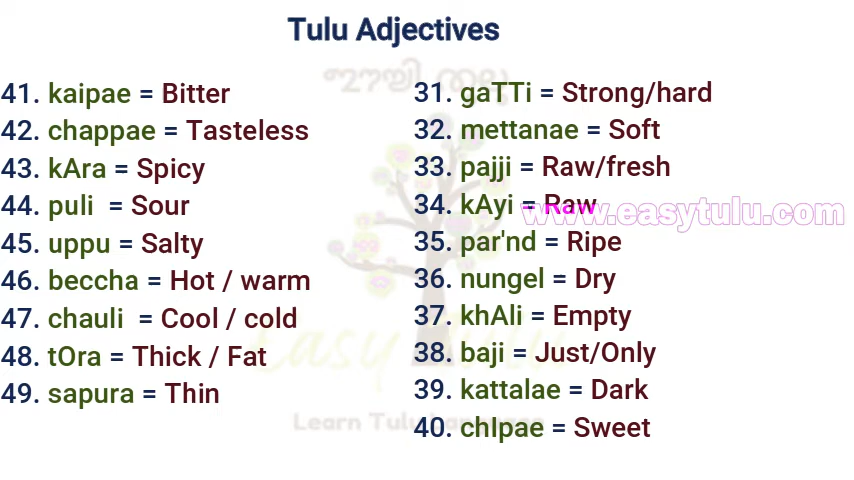 Tulu Adjectives
41. kaipae = Bitter
42. chappae = Tasteless
43. kAra = Spicy
44. puli = Sour
45. uppu = Salty
46. beccha = Hot / warm
47. chauli = Cool / cold
48. tOra = Thick / Fat
49. sapura = Thin
31. gaTTi = Strong/hard
32. mettanae = Soft
33. pajji = Raw/fresh
34. kAyi = Raw
www.easytulu.com
35. par'nd = Ripe
36. nungel = Dry
37. khAli = Empty
38. baji = Just/Only
39. kattalae = Dark
40. chIpae = Sweet
Easy Tulu
Learn Tulu Language